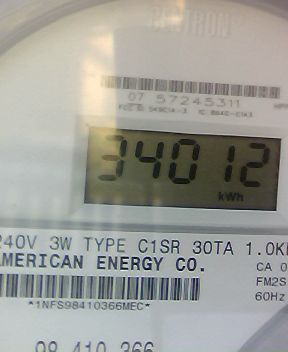 CENTRON
07 57245311
34012
kWh
240V 3W TYPE C1SR 30TA 1.0K
AMERICAN ENERGY CO.
CA 0
FM2S
60Hz
*1NFS98410366MEC*
98 410 366